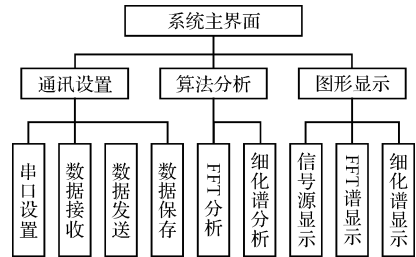 系统主界面
通讯设置
算法分析
图形显示
串口设置
数据接收
数据发送
数据保存
FFT分析
细化谱分析
信号源显示
FFT谱显示
细化谱显示